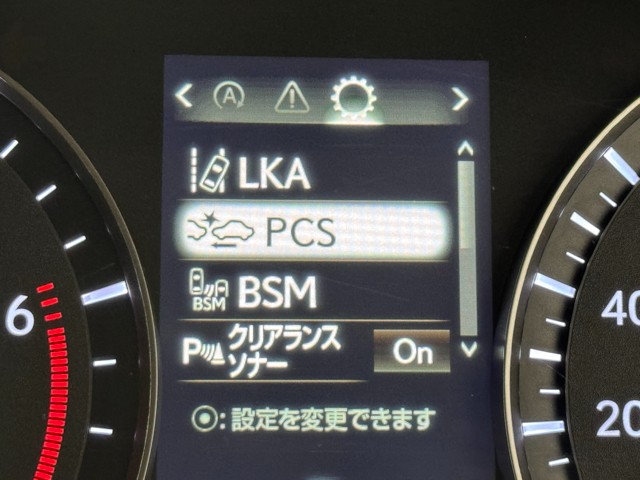 A
LKA
PCS
BSM BSM
P クリアランス
ソナー On
6
40
20
◉: 設定を変更できます